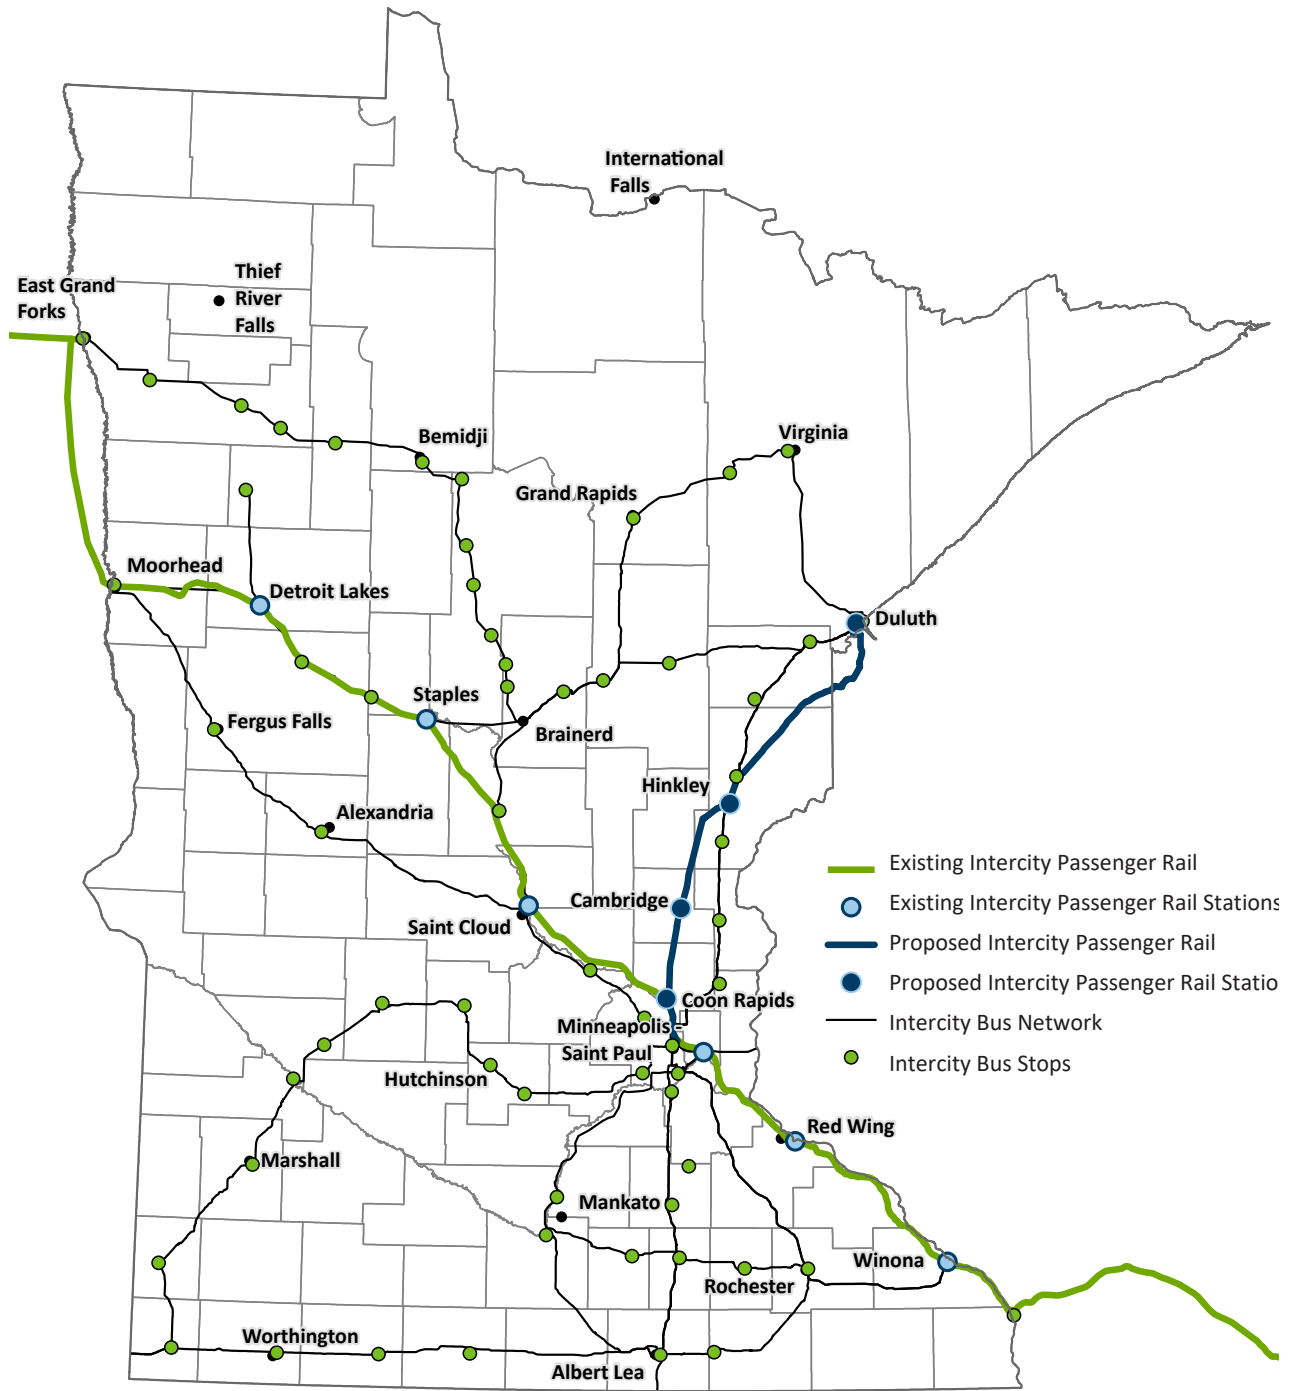 International
Falls
Thief
River
Falls
East Grand
Forks
Bemidji
Virginia
Grand Rapids
Moorhead
Detroit Lakes
Duluth
Staples
Fergus Falls
Brainerd
Hinkley
Alexandria
Existing Intercity Passenger Rail
Cambridge
Existing Intercity Passenger Rail Stations
Saint Cloud
Proposed Intercity Passenger Rail
Proposed Intercity Passenger Rail Statio
Coon Rapids
Minneapolis -
Saint Paul
Intercity Bus Network
Intercity Bus Stops
Hutchinson
Red Wing
Marshall
Mankato
Winona
Rochester
Worthington
Albert Lea